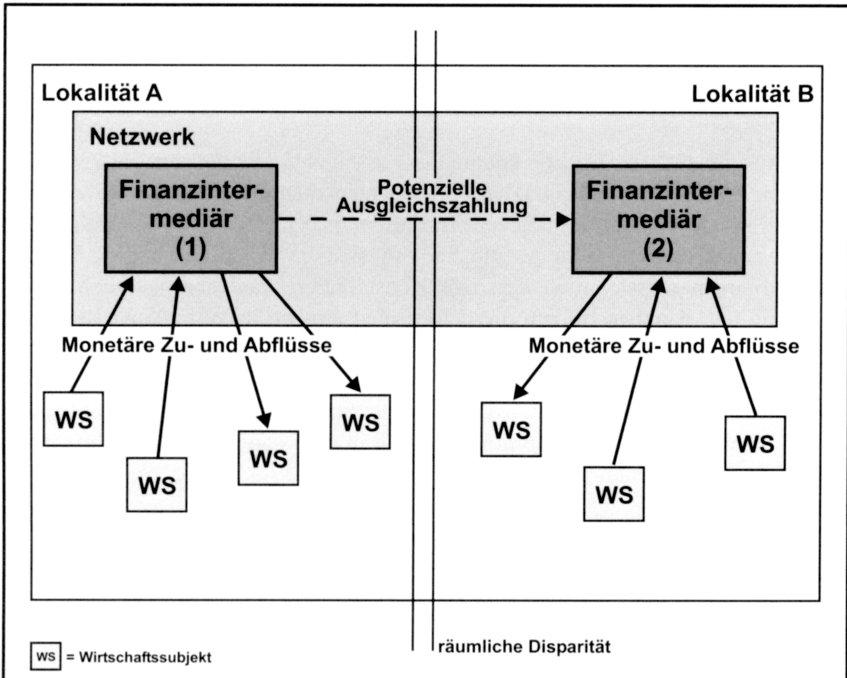 Lokalität A
Lokalität B
Netzwerk
Finanzinter-
mediär
(1)
Potenzielle
Ausgleichszahlung
Finanzinter-
mediär
(2)
Monetäre Zu- und Abflüsse
Monetäre Zu- und Abflüsse
WS
WS
WS
WS
WS
WS
WS
WS = Wirtschaftssubjekt
räumliche Disparität